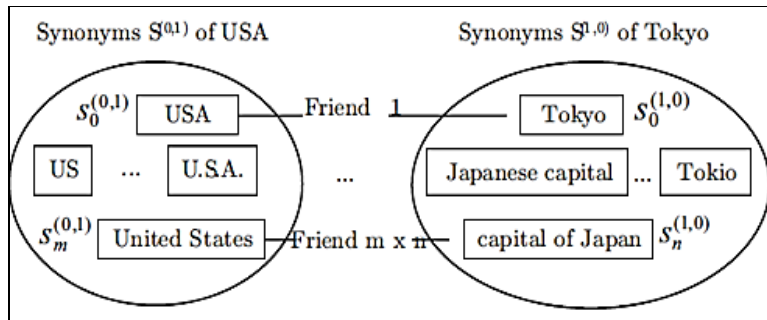 Synonyms S(0,1) of USA Synonyms S(1,0) of Tokyo
S0(0,1) USA Friend 1 Tokyo S0(1,0)
US ... U.S.A. ... Japanese capital ... Tokio
Sm(0,1) United States Friend m x n capital of Japan Sn(1,0)